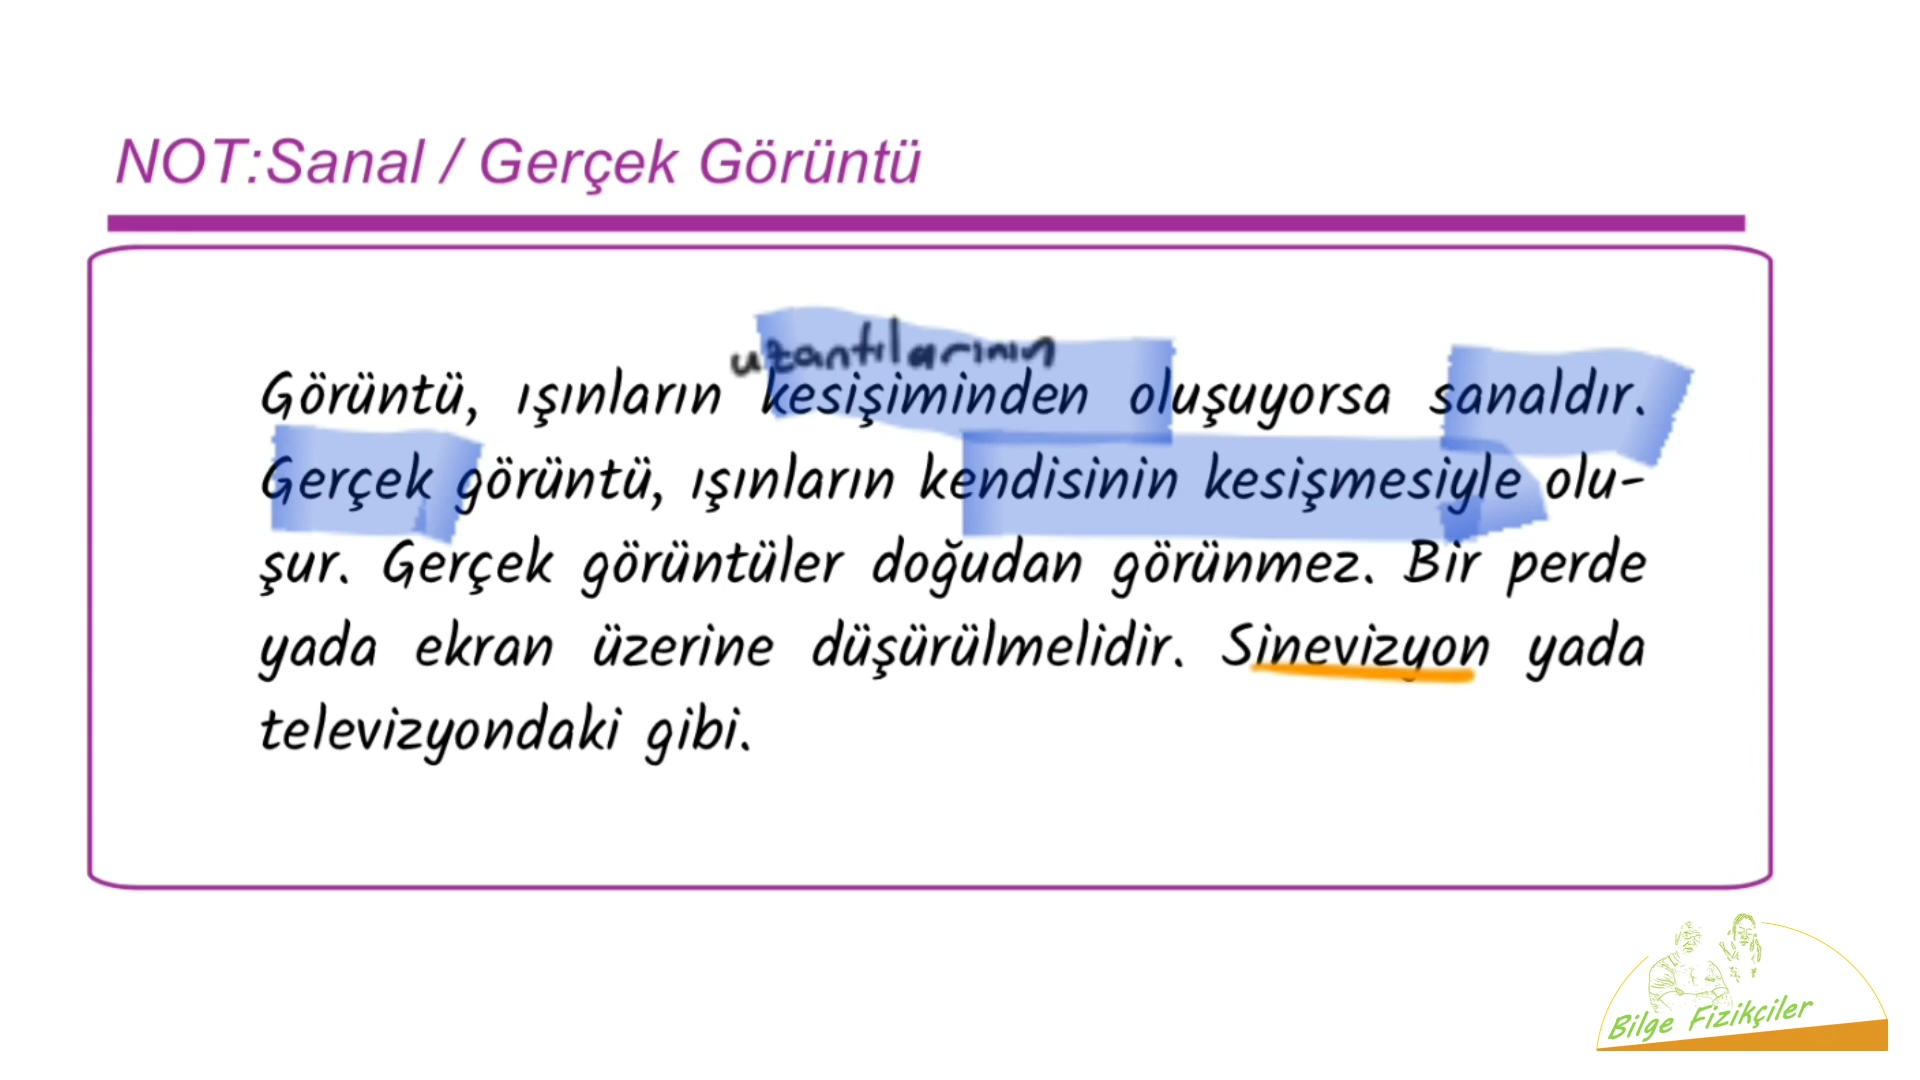 NOT:Sanal / Gerçek Görüntü
uzantılarının
Görüntü, ışınların kesişiminden oluşuyorsa sanaldır.
Gerçek görüntü, ışınların kendisinin kesişmesiyle olu-
şur. Gerçek görüntüler doğudan görünmez. Bir perde
yada ekran üzerine düşürülmelidir. Sinevizyon yada
televizyondaki gibi.
Bilge Fizikçiler